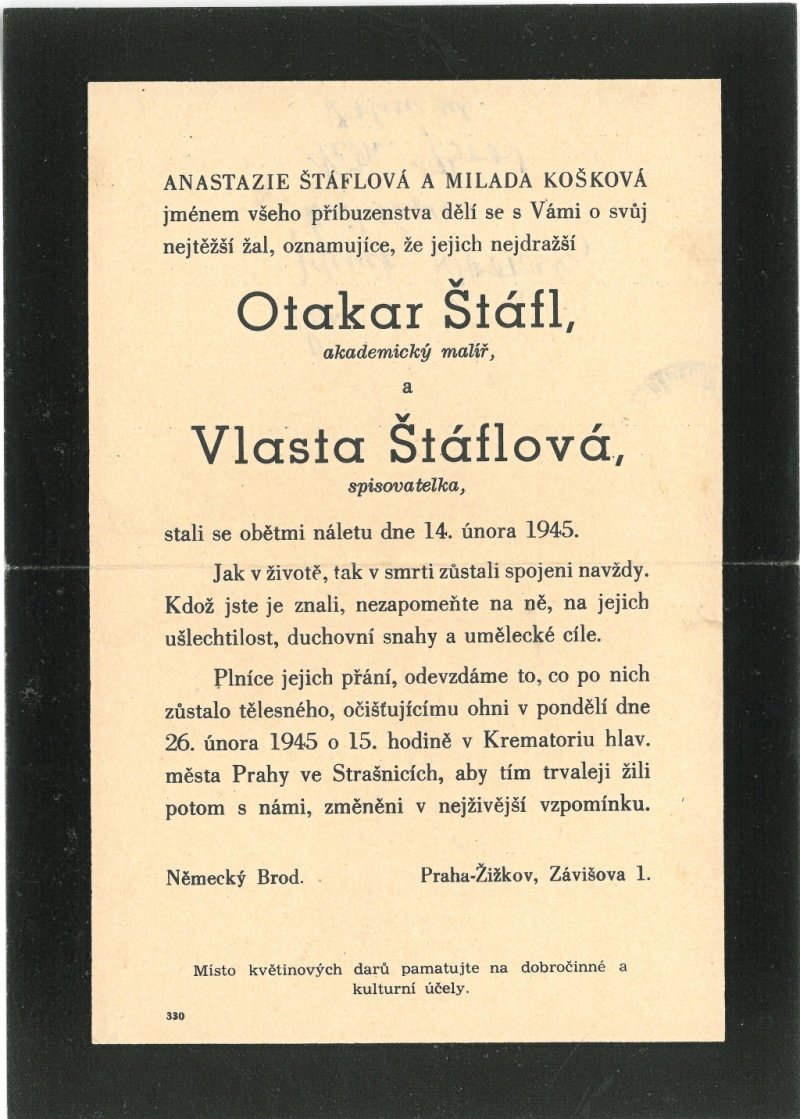 ANASTAZIE ŠTÁFLOVÁ A MILADA KOŠKOVÁ
jménem všeho příbuzenstva dělí se s Vámi o svůj
nejtěžší žal, oznamujíce, že jejich nejdražší
Otakar Štáfl,
akademický malíř,
a
Vlasta Štáflová,
spisovatelka,
stali se obětmi náletu dne 14. února 1945.
Jak v životě, tak v smrti zůstali spojeni navždy.
Kdož jste je znali, nezapomeňte na ně, na jejich
ušlechtilost, duchovní snahy a umělecké cíle.
Plníce jejich přání, odevzdáme to, co po nich
zůstalo tělesného, očišťujícímu ohni v pondělí dne
26. února 1945 o 15. hodině v Krematoriu hlav.
města Prahy ve Strašnicích, aby tím trvaleji žili
potom s námi, změněni v nejživější vzpomínku.
Německý Brod. Praha-Žižkov, Závišova 1.
Místo květinových darů pamatujte na dobročinné a
kulturní účely.
330